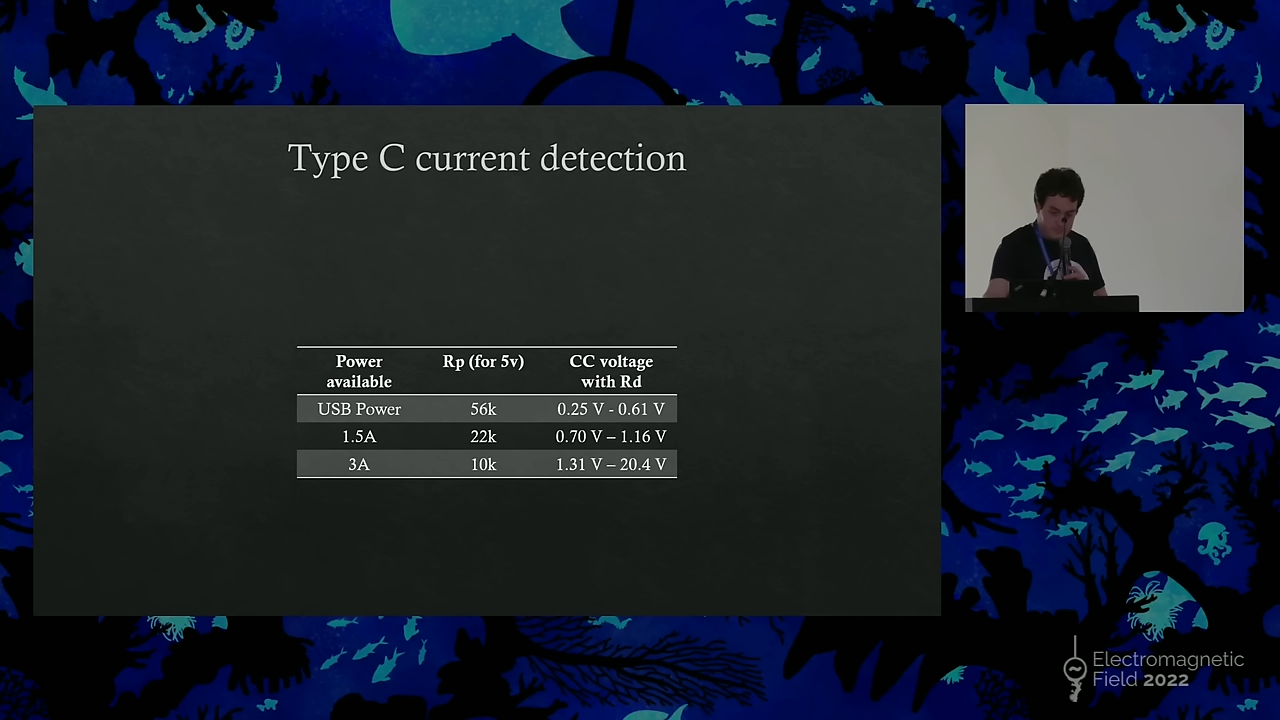 Type C current detection
Power available Rp (for 5v) CC voltage with Rd
USB Power 56k 0.25 V - 0.61 V
1.5A 22k 0.70 V – 1.16 V
3A 10k 1.31 V – 20.4 V
Electromagnetic
Field 2022